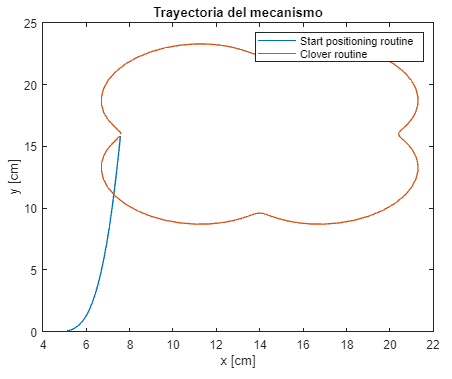 Trayectoria del mecanismo
Start positioning routine
Clover routine
25
20
15
10
5
0
y [cm]
4 6 8 10 12 14 16 18 20 22
x [cm]